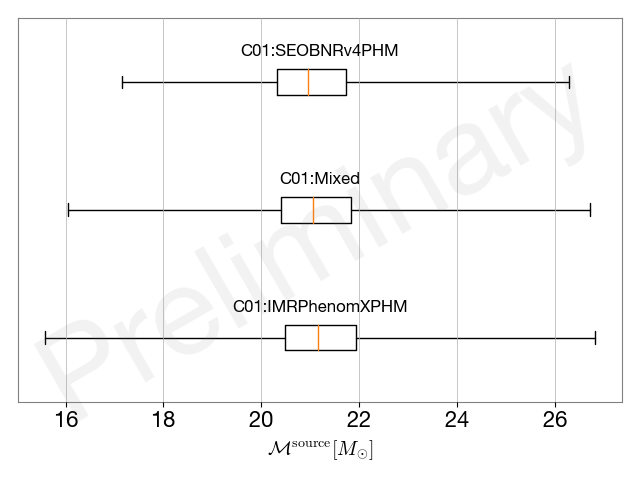 C01:SEOBNRv4PHM
C01:Mixed
C01:IMRPhenomXPHM
Preliminary
16 18 20 22 24 26
ℳ^source [M_⊙]